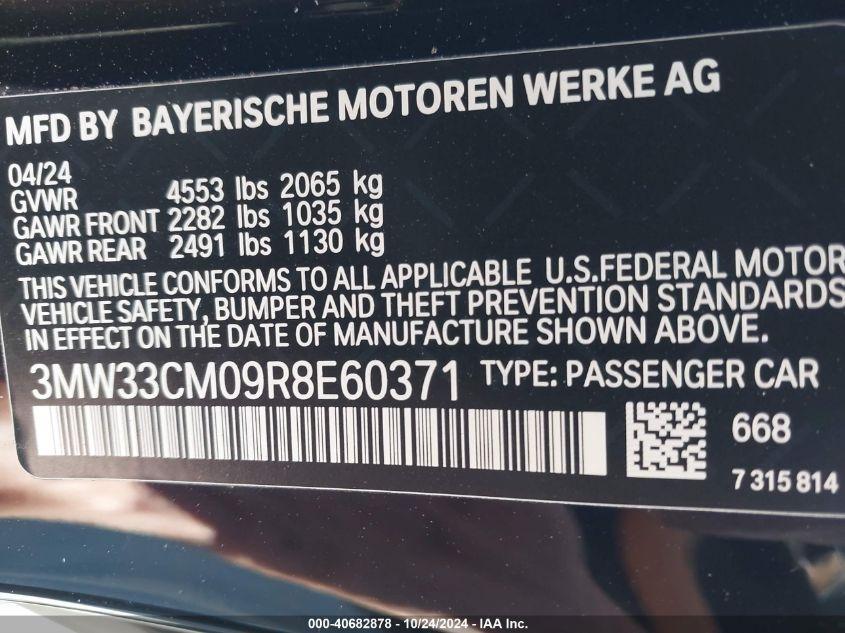 MFD BY BAYERISCHE MOTOREN WERKE AG
04/24
GVWR 4553 lbs 2065 kg
GAWR FRONT 2282 lbs 1035 kg
GAWR REAR 2491 lbs 1130 kg
THIS VEHICLE CONFORMS TO ALL APPLICABLE U.S.FEDERAL MOTOR
VEHICLE SAFETY, BUMPER AND THEFT PREVENTION STANDARDS
IN EFFECT ON THE DATE OF MANUFACTURE SHOWN ABOVE.
3MW33CM09R8E60371 TYPE: PASSENGER CAR
668
7 315 814
000-40682878 - 10/24/2024 - IAA Inc.